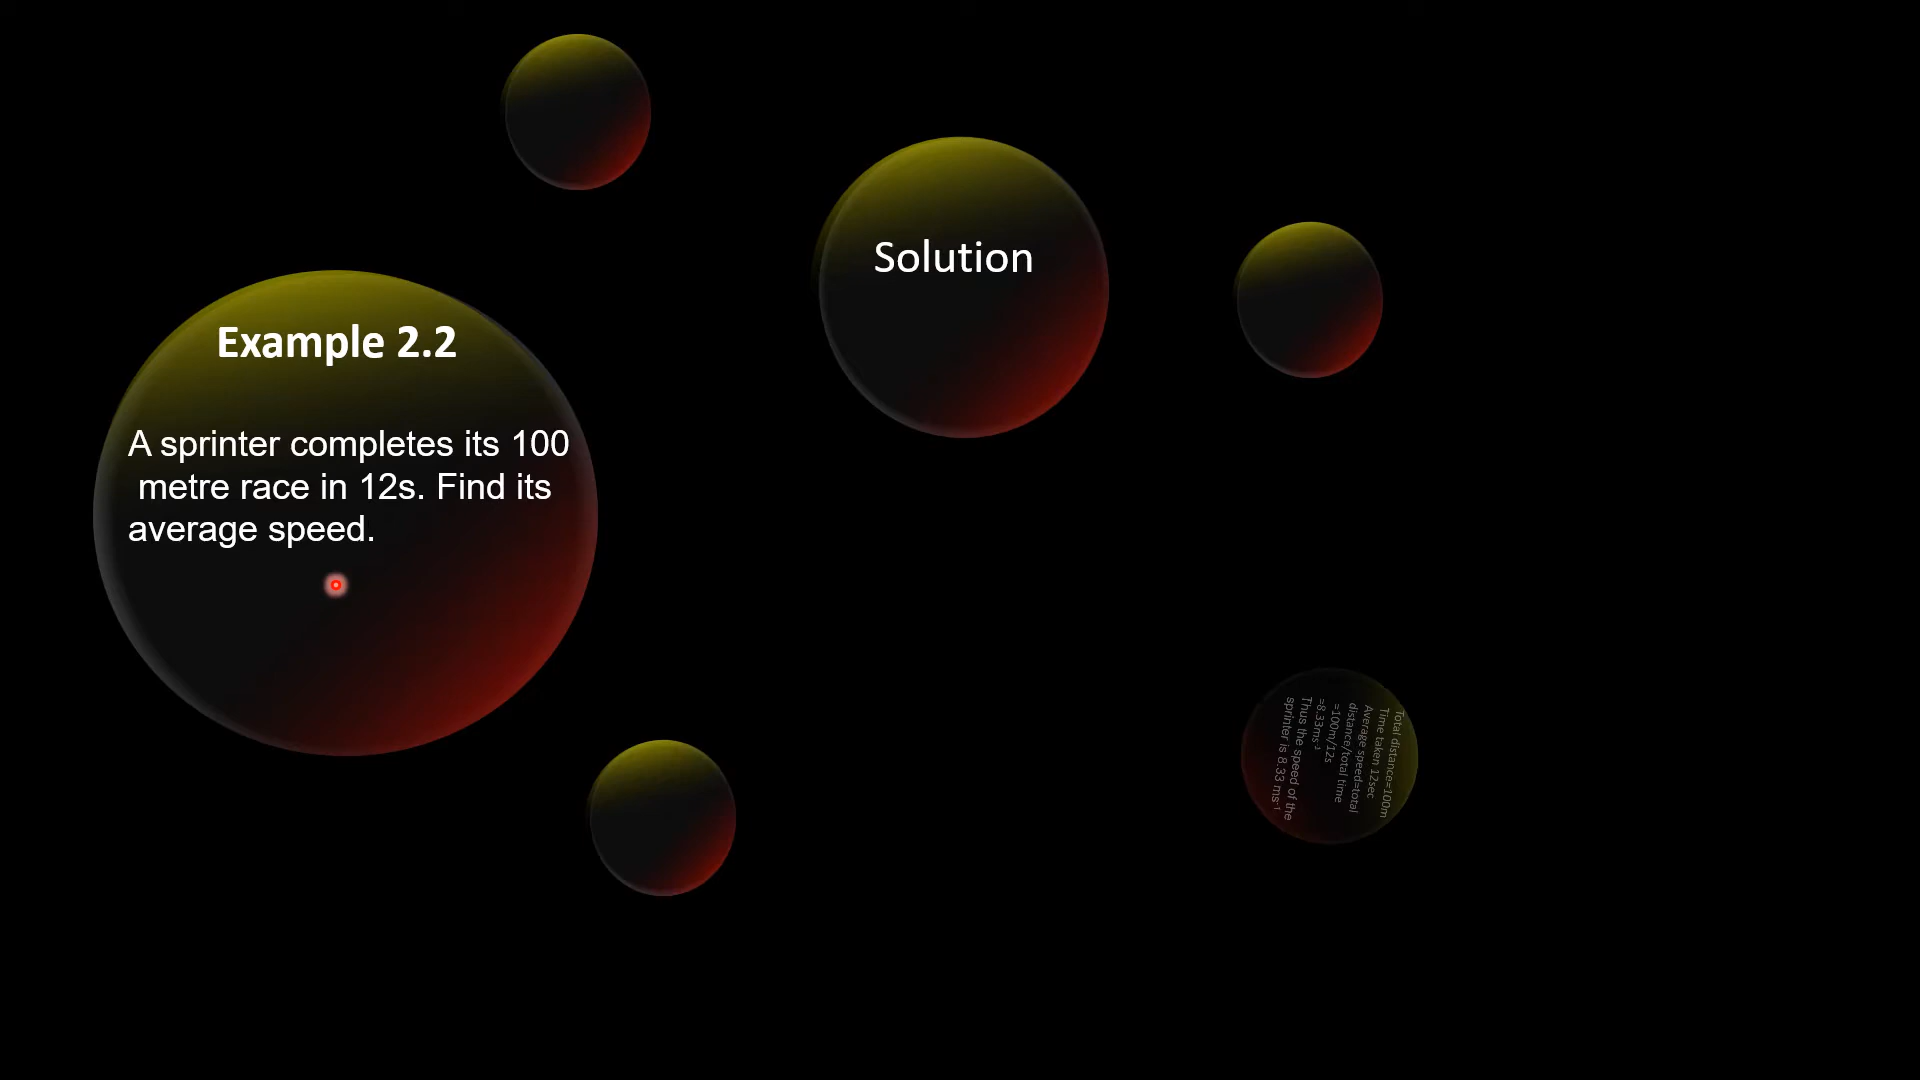 Example 2.2
A sprinter completes its 100
metre race in 12s. Find its
average speed.
Solution
Total distance=100m
Time taken 12sec
Average speed=total
distance/total time
=100m/12s
=8.33ms⁻¹
Thus the speed of the
sprinter is 8.33 ms⁻¹